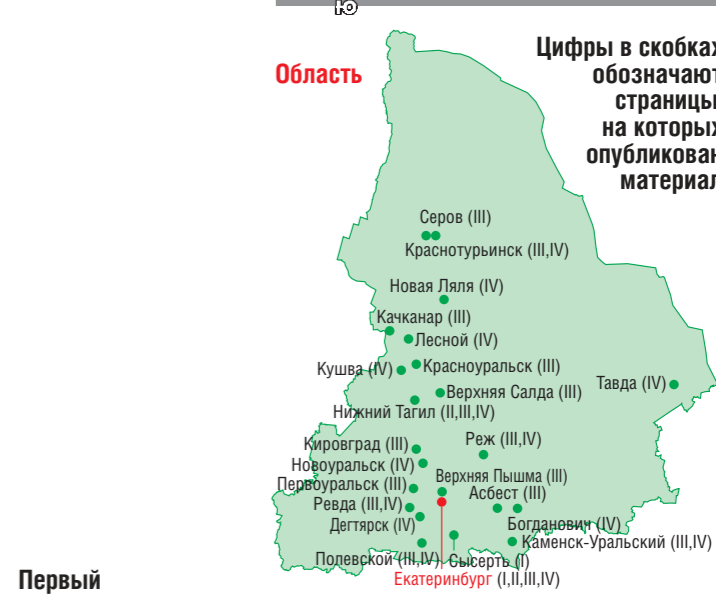 Ю
Область
Цифры в скобках
обозначают
страницы
на которых
опубликован
материал
Серов (III)
Краснотурьинск (III,IV)
Новая Ляля (IV)
Качканар (III)
Лесной (IV)
Кушва (IV)
Красноуральск (III)
Тавда (IV)
Верхняя Салда (III)
Нижний Тагил (II,III,IV)
Кировград (III)
Реж (III,IV)
Новоуральск (IV)
Первоуральск (III)
Верхняя Пышма (III)
Асбест (III)
Ревда (III,IV)
Дегтярск (IV)
Богданович (IV)
Каменск-Уральский (III,IV)
Полевской (III,IV)
Сысерть (I)
Екатеринбург (I,II,III,IV)
Первый